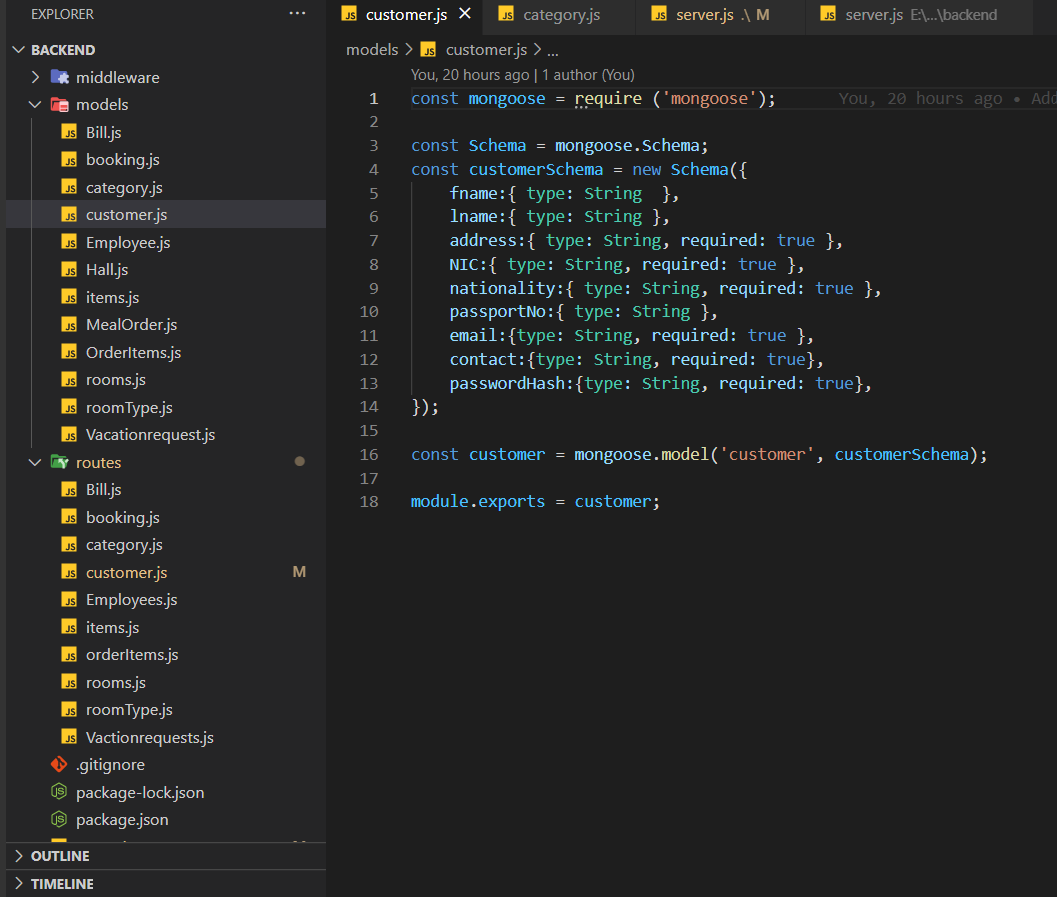 EXPLORER
...
BACKEND
middleware
models
Bill.js
booking.js
category.js
customer.js
Employee.js
Hall.js
items.js
MealOrder.js
OrderItems.js
rooms.js
roomType.js
Vacationrequest.js
routes
Bill.js
booking.js
category.js
customer.js M
Employees.js
items.js
orderItems.js
rooms.js
roomType.js
Vactionrequests.js
.gitignore
package-lock.json
package.json
OUTLINE
TIMELINE
customer.js category.js server.js .\ M server.js E:\...\backend
models > customer.js > ...
You, 20 hours ago | 1 author (You)
1 const mongoose = require ('mongoose'); You, 20 hours ago • Add
2
3 const Schema = mongoose.Schema;
4 const customerSchema = new Schema({
5 fname:{ type: String  },
6 lname:{ type: String },
7 address:{ type: String, required: true },
8 NIC:{ type: String, required: true },
9 nationality:{ type: String, required: true },
10 passportNo:{ type: String },
11 email:{type: String, required: true },
12 contact:{type: String, required: true},
13 passwordHash:{type: String, required: true},
14 });
15
16 const customer = mongoose.model('customer', customerSchema);
17
18 module.exports = customer;